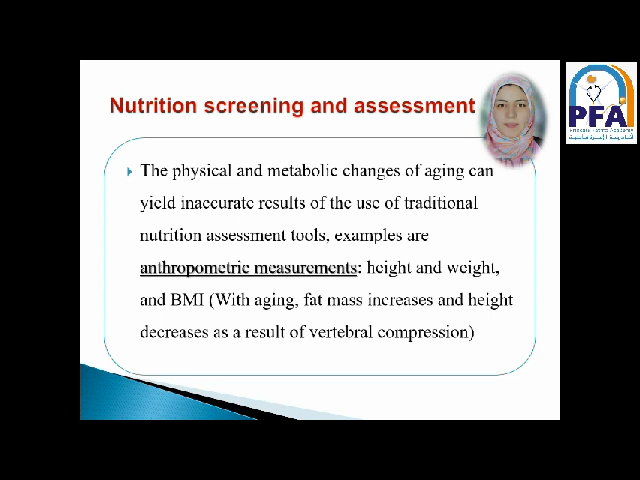 Nutrition screening and assessment
The physical and metabolic changes of aging can
yield inaccurate results of the use of traditional
nutrition assessment tools, examples are
anthropometric measurements: height and weight,
and BMI (With aging, fat mass increases and height
decreases as a result of vertebral compression)
PFA